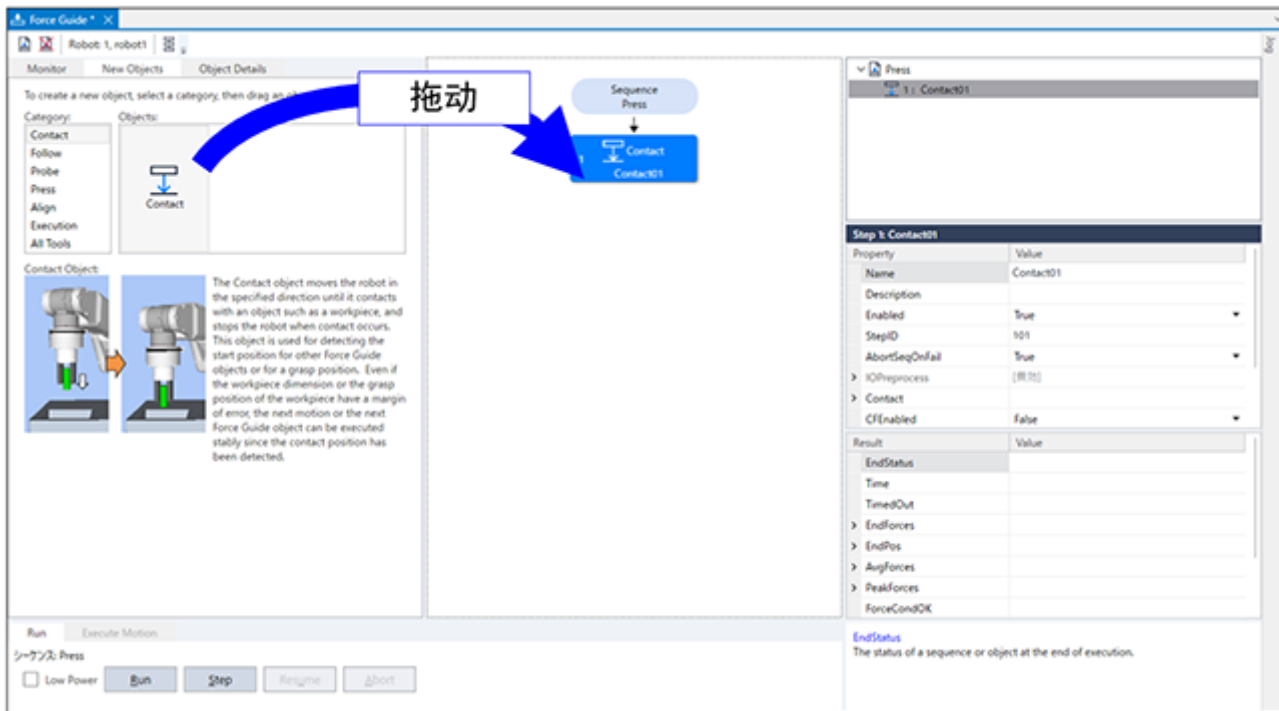 Force Guide *
Robot: 1, robot1
Jog
Monitor New Objects Object Details
To create a new object, select a category, then drag an
Category: Objects:
Contact
Follow
Probe
Press
Align
Execution
All Tools
Contact
拖动
Contact Object:
The Contact object moves the robot in
the specified direction until it contacts
with an object such as a workpiece, and
stops the robot when contact occurs.
This object is used for detecting the
start position for other Force Guide
objects or for a grasp position. Even if
the workpiece dimension or the grasp
position of the workpiece have a margin
of error, the next motion or the next
Force Guide object can be executed
stably since the contact position has
been detected.
Sequence
Press
1 Contact
Contact01
Press
1 : Contact01
Step 1: Contact01
Property Value
Name Contact01
Description
Enabled True
StepID 101
AbortSeqOnFail True
IOPreprocess [無効]
Contact
CFEnabled False
Result Value
EndStatus
Time
TimedOut
EndForces
EndPos
AvgForces
PeakForces
ForceCondOK
EndStatus
The status of a sequence or object at the end of execution.
Run Execute Motion
シーケンス: Press
Low Power Run Step Resume Abort